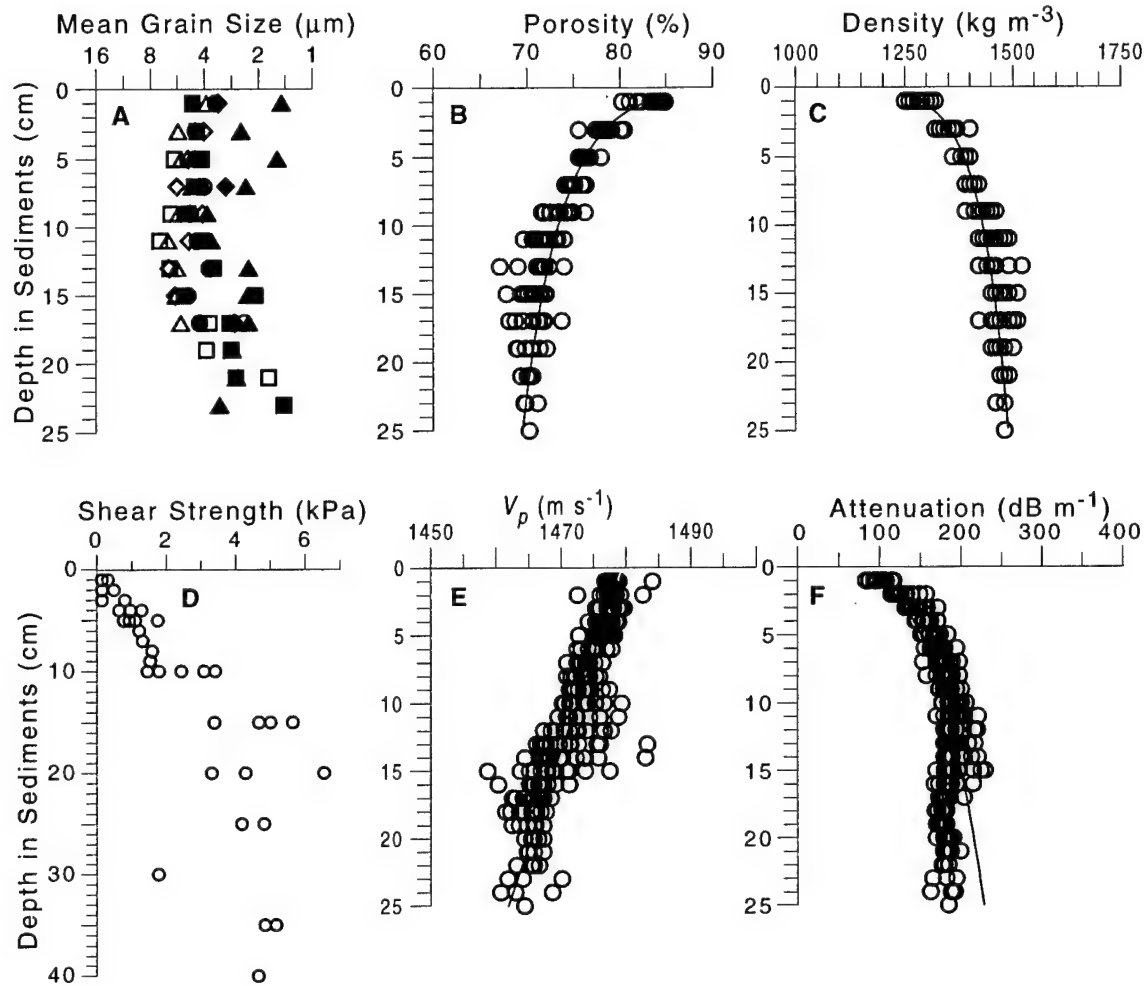 Mean Grain Size (μm)
16 8 4 2 1
Depth in Sediments (cm)
0
5
10
15
20
25
A
Porosity (%)
60 70 80 90
0
5
10
15
20
25
B
Density (kg m-3)
1000 1250 1500 1750
0
5
10
15
20
25
C
Shear Strength (kPa)
0 2 4 6
Depth in Sediments (cm)
0
10
20
30
40
D
Vp (m s-1)
1450 1470 1490
0
5
10
15
20
25
E
Attenuation (dB m-1)
0 100 200 300 400
0
5
10
15
20
25
F